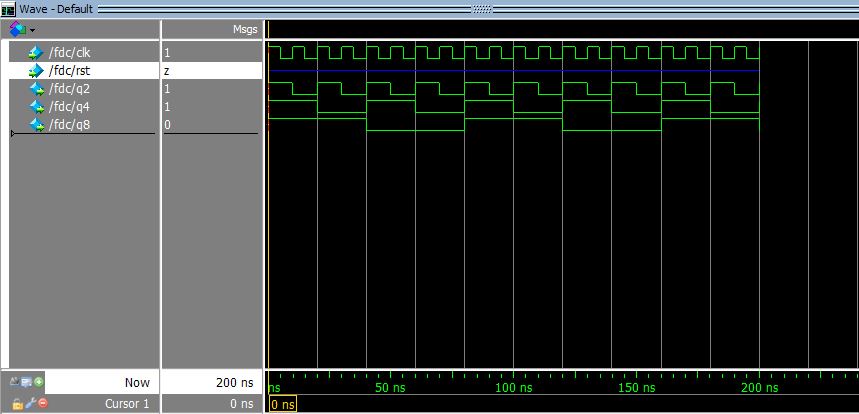 Wave - Default
Msgs
/fdc/clk 1
/fdc/rst z
/fdc/q2 1
/fdc/q4 1
/fdc/q8 0
Now 200 ns ns 50 ns 100 ns 150 ns 200 ns
Cursor 1 0 ns 0 ns